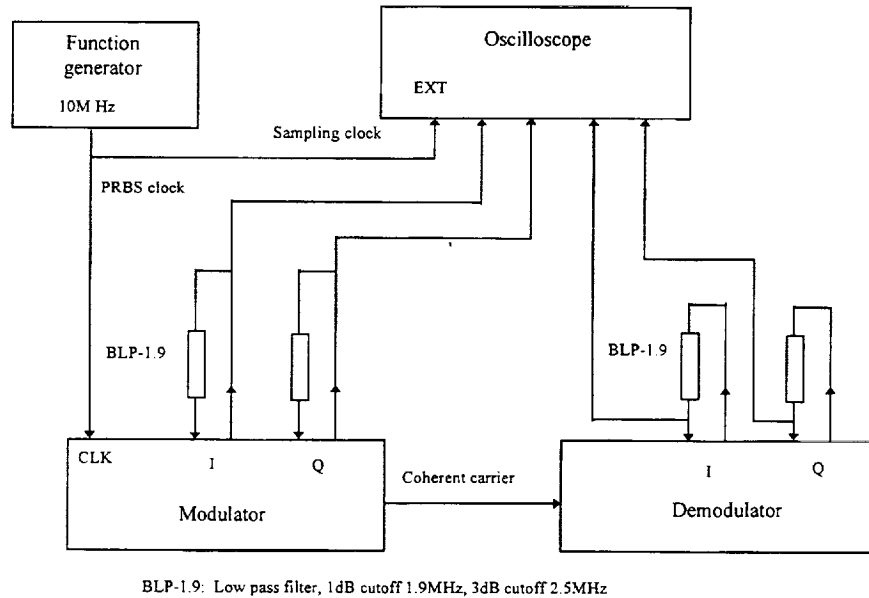 Function
generator
10M Hz
Oscilloscope
EXT
Sampling clock
PRBS clock
BLP-1.9
BLP-1.9
CLK
I
Q
Modulator
Coherent carrier
I
Q
Demodulator
BLP-1.9: Low pass filter, 1dB cutoff 1.9MHz, 3dB cutoff 2.5MHz